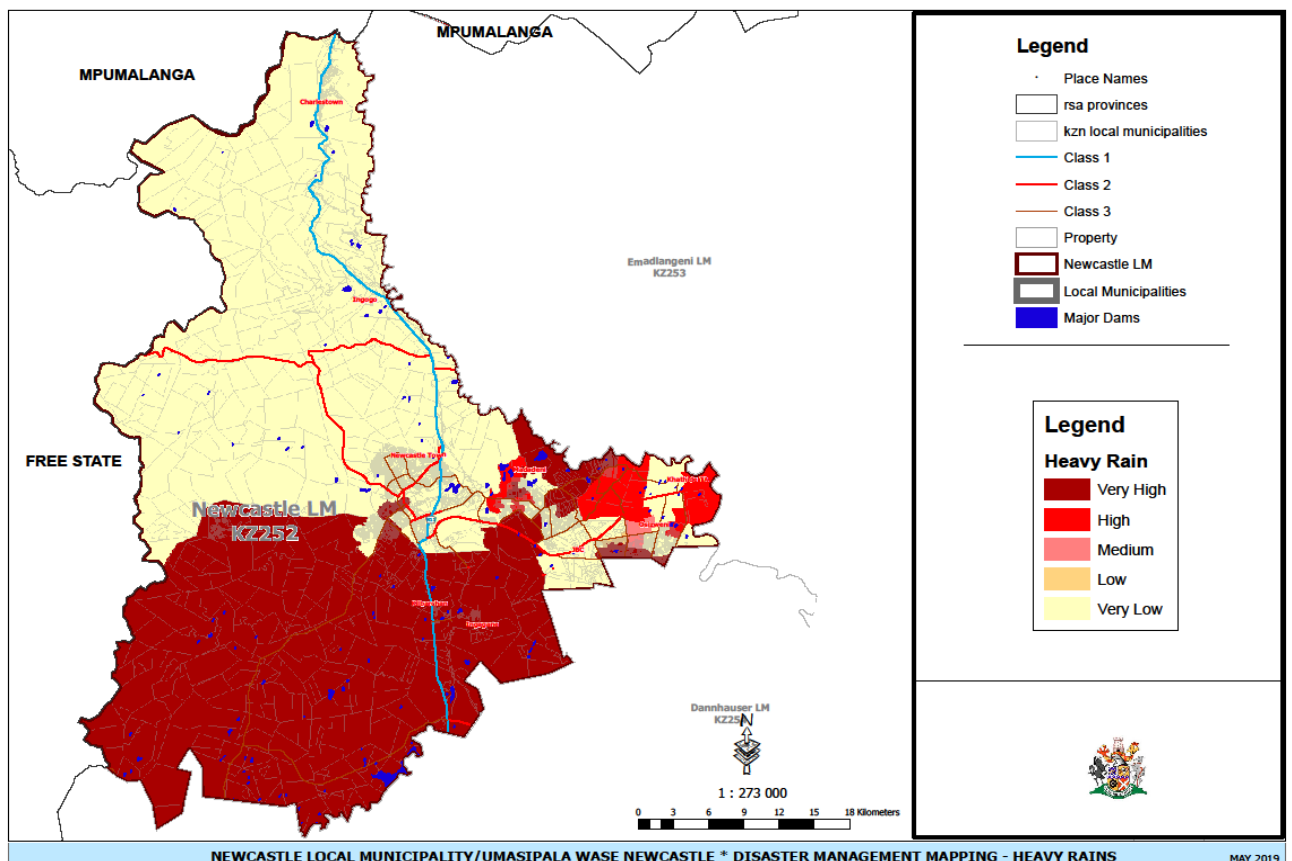 MPUMALANGA
MPUMALANGA
Charlestown
Emadlangeni LM
KZ253
Ingogo
FREE STATE
Newcastle Town
Newcastle LM
KZ252
Dannhauser LM
N
1 : 273 000
0 3 6 9 12 15 18 Kilometers
Legend
Place Names
rsa provinces
kzn local municipalities
Class 1
Class 2
Class 3
Property
Newcastle LM
Local Municipalities
Major Dams
Legend
Heavy Rain
Very High
High
Medium
Low
Very Low
NEWCASTLE LOCAL MUNICIPALITY/UMASIPALA WASE NEWCASTLE * DISASTER MANAGEMENT MAPPING - HEAVY RAINS
MAY 2019